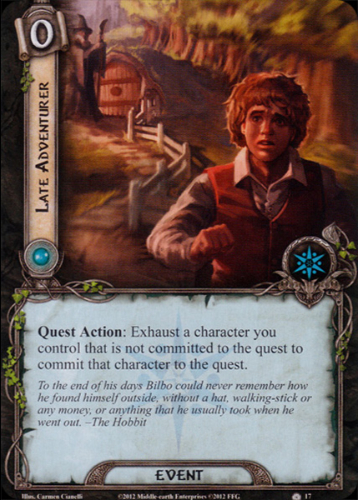 0
LATE ADVENTURER
Quest Action: Exhaust a character you
control that is not committed to the quest to
commit that character to the quest.
To the end of his days Bilbo could never remember how
he found himself outside, without a hat, walking-stick or
any money, or anything that he usually took when he
went out. –The Hobbit
EVENT
Illus. Carmen Cianelli ©2012 Middle-earth Enterprises ©2012 FFG 17